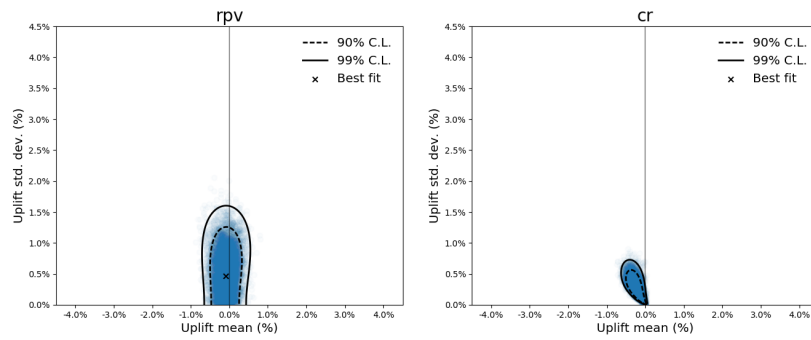 rpv
4.5%
4.0%
3.5%
3.0%
2.5%
2.0%
1.5%
1.0%
0.5%
0.0%
Uplift std. dev. (%)
90% C.L.
99% C.L.
Best fit
-4.0% -3.0% -2.0% -1.0% 0.0% 1.0% 2.0% 3.0% 4.0%
Uplift mean (%)
cr
4.5%
4.0%
3.5%
3.0%
2.5%
2.0%
1.5%
1.0%
0.5%
0.0%
Uplift std. dev. (%)
90% C.L.
99% C.L.
Best fit
-4.0% -3.0% -2.0% -1.0% 0.0% 1.0% 2.0% 3.0% 4.0%
Uplift mean (%)